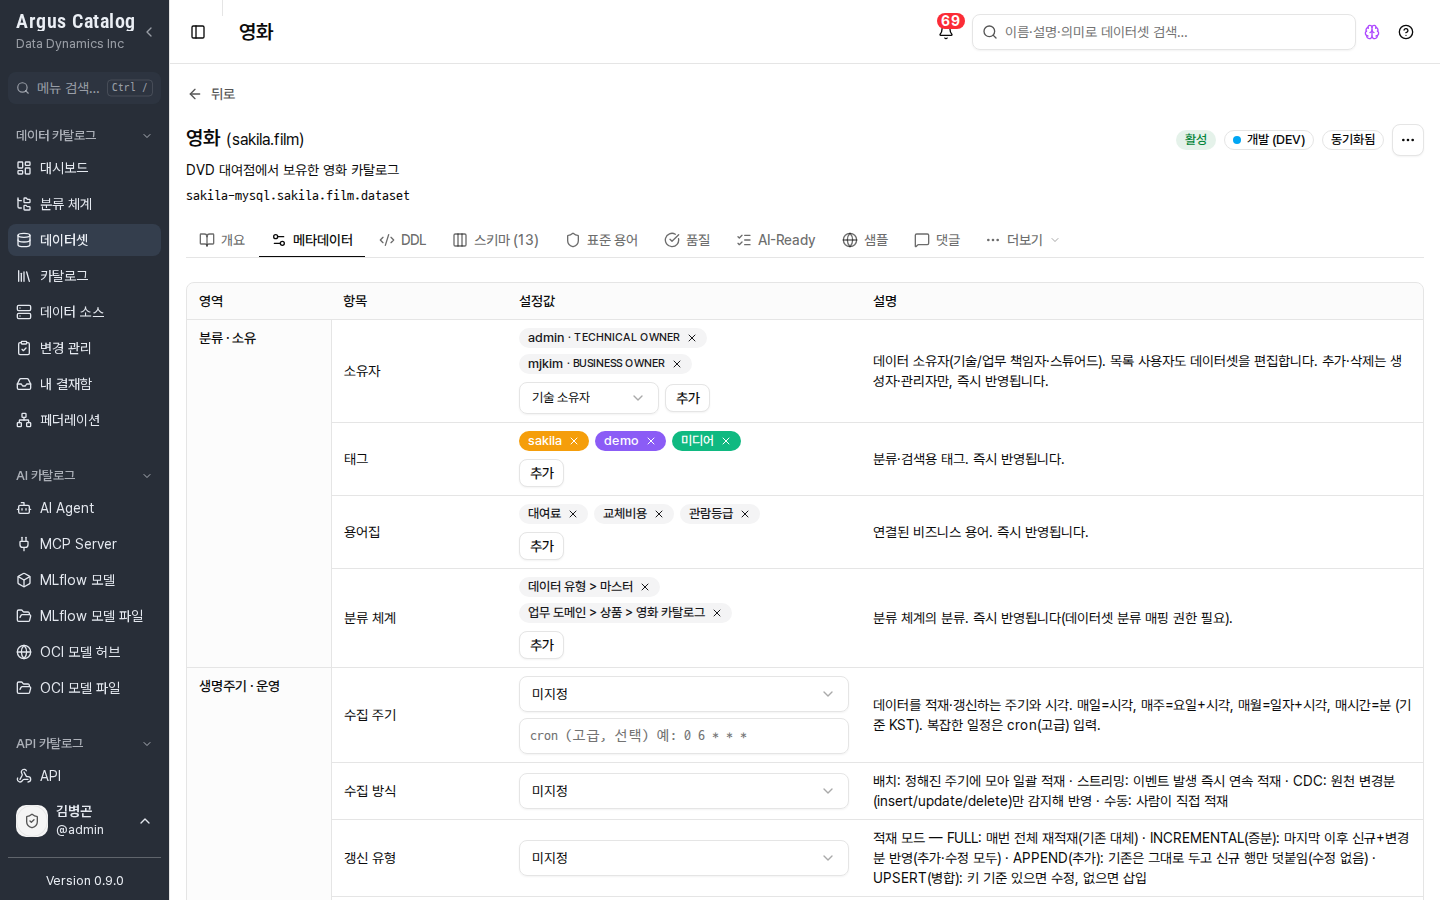 Argus Catalog
Data Dynamics Inc
메뉴 검색... Ctrl /
데이터 카탈로그
대시보드
분류 체계
데이터셋
카탈로그
데이터 소스
변경 관리
내 결재함
페더레이션
AI 카탈로그
AI Agent
MCP Server
MLflow 모델
MLflow 모델 파일
OCI 모델 허브
OCI 모델 파일
API 카탈로그
API
김병곤
@admin
Version 0.9.0
영화
69
이름·설명·의미로 데이터셋 검색...
뒤로
영화 (sakila.film)
활성 개발 (DEV) 동기화됨
DVD 대여점에서 보유한 영화 카탈로그
sakila-mysql.sakila.film.dataset
개요 메타데이터 DDL 스키마 (13) 표준 용어 품질 AI-Ready 샘플 댓글 더보기
영역 항목 설정값 설명
분류 · 소유
소유자
admin · TECHNICAL OWNER
mjkim · BUSINESS OWNER
기술 소유자 추가
데이터 소유자(기술/업무 책임자·스튜어드). 목록 사용자도 데이터셋을 편집합니다. 추가·삭제는 생
성자·관리자만, 즉시 반영됩니다.
태그
sakila demo 미디어
추가
분류·검색용 태그. 즉시 반영됩니다.
용어집
대여료 교체비용 관람등급
추가
연결된 비즈니스 용어. 즉시 반영됩니다.
분류 체계
데이터 유형 > 마스터
업무 도메인 > 상품 > 영화 카탈로그
추가
분류 체계의 분류. 즉시 반영됩니다(데이터셋 분류 매핑 권한 필요).
생명주기 · 운영
수집 주기
미지정
cron (고급, 선택) 예: 0 6 * * *
데이터를 적재·갱신하는 주기와 시각. 매일=시각, 매주=요일+시각, 매월=일자+시각, 매시간=분 (기
준 KST). 복잡한 일정은 cron(고급) 입력.
수집 방식
미지정
배치: 정해진 주기에 모아 일괄 적재 · 스트리밍: 이벤트 발생 즉시 연속 적재 · CDC: 원천 변경분
(insert/update/delete)만 감지해 반영 · 수동: 사람이 직접 적재
갱신 유형
미지정
적재 모드 — FULL: 매번 전체 재적재(기존 대체) · INCREMENTAL(증분): 마지막 이후 신규+변경
분 반영(추가·수정 모두) · APPEND(추가): 기존은 그대로 두고 신규 행만 덧붙임(수정 없음) ·
UPSERT(병합): 키 기준 있으면 수정, 없으면 삽입